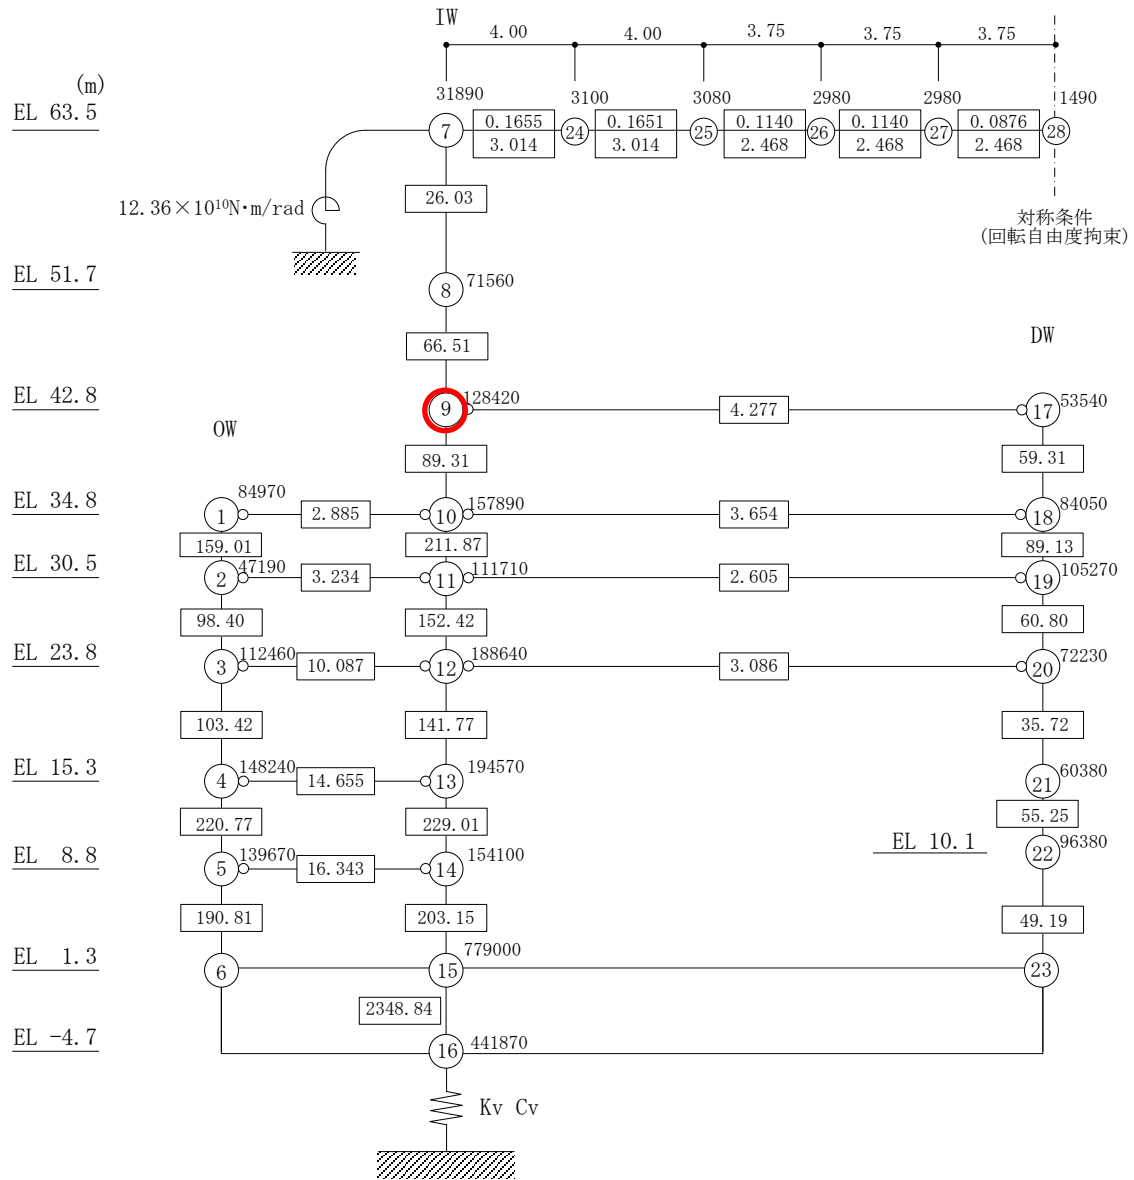 IW
4.00 4.00 3.75 3.75 3.75
(m)
EL 63.5
31890 3100 3080 2980 2980 1490
7 0.1655 24 0.1651 25 0.1140 26 0.1140 27 0.0876 28
3.014 3.014 2.468 2.468 2.468
26.03
12.36×10¹⁰N·m/rad
対称条件
(回転自由度拘束)
EL 51.7
8 71560
66.51
DW
EL 42.8
9 128420 4.277 17 53540
OW
89.31 59.31
EL 34.8
1 84970 2.885 10 157890 3.654 18 84050
159.01 211.87 89.13
EL 30.5
2 47190 3.234 11 111710 2.605 19 105270
98.40 152.42 60.80
EL 23.8
3 112460 10.087 12 188640 3.086 20 72230
103.42 141.77 35.72
EL 15.3
4 148240 14.655 13 194570 21 60380
220.77 229.01 55.25
EL 10.1
22 96380
EL 8.8
5 139670 16.343 14 154100
190.81 203.15 49.19
EL 1.3
6 15 779000 23
2348.84
EL -4.7
16 441870
Kv Cv